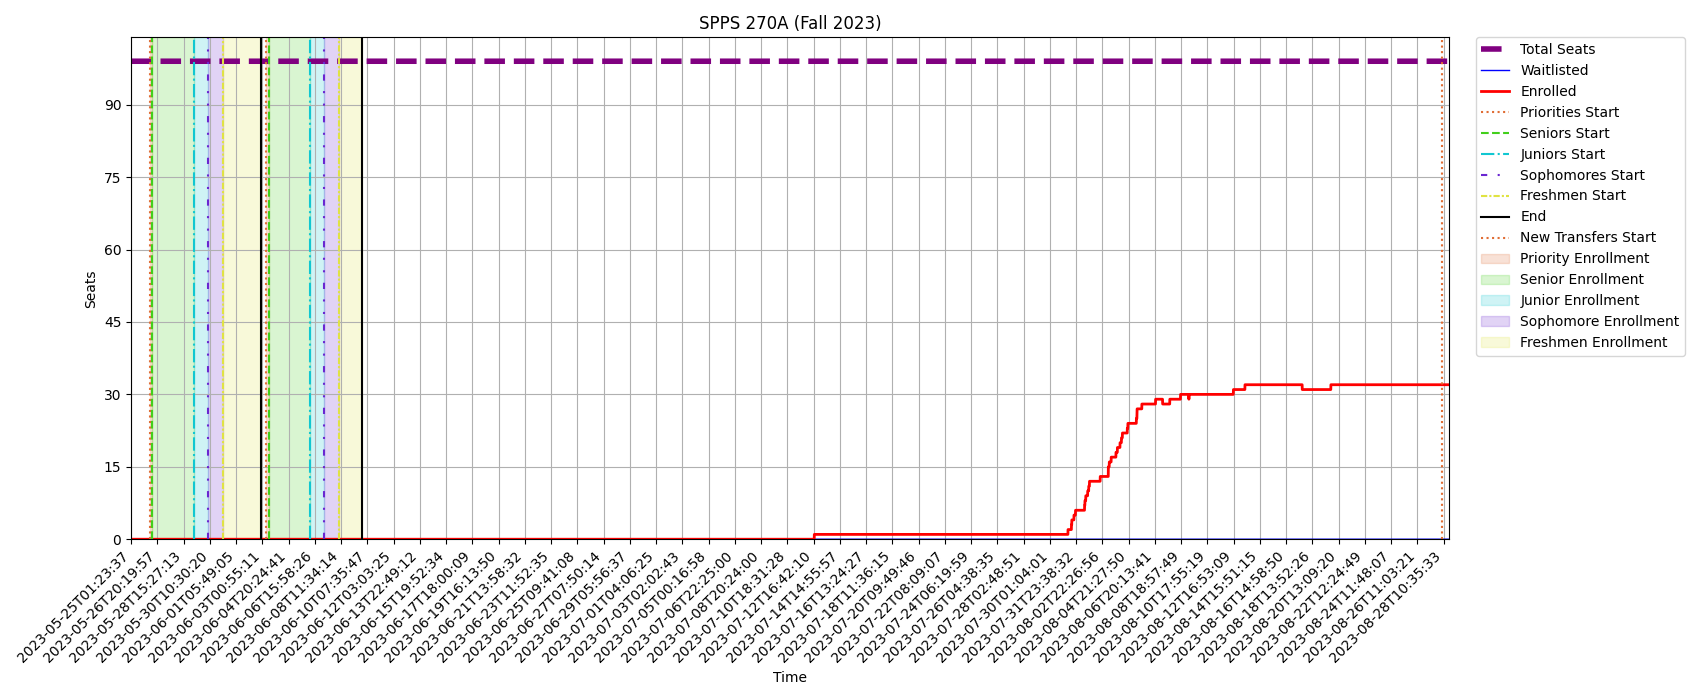 SPPS 270A (Fall 2023)
Seats
90
75
60
45
30
15
0
2023-05-25T01:23:37
2023-05-26T20:19:57
2023-05-28T15:27:13
2023-05-30T10:30:20
2023-06-01T05:49:05
2023-06-03T00:55:11
2023-06-04T20:24:41
2023-06-06T15:58:26
2023-06-08T11:34:14
2023-06-10T07:35:47
2023-06-12T03:03:25
2023-06-13T22:49:12
2023-06-15T19:52:34
2023-06-17T18:00:09
2023-06-19T16:13:50
2023-06-21T13:58:32
2023-06-23T11:52:35
2023-06-25T09:41:08
2023-06-27T07:50:14
2023-06-29T05:56:37
2023-07-01T04:06:25
2023-07-03T02:02:43
2023-07-05T00:16:58
2023-07-06T22:25:00
2023-07-08T20:24:00
2023-07-10T18:31:28
2023-07-12T16:42:10
2023-07-14T14:55:57
2023-07-16T13:24:27
2023-07-18T11:36:15
2023-07-20T09:49:46
2023-07-22T08:09:07
2023-07-24T06:19:59
2023-07-26T04:38:35
2023-07-28T02:48:51
2023-07-30T01:04:01
2023-07-31T23:38:32
2023-08-02T22:26:56
2023-08-04T21:27:50
2023-08-06T20:13:41
2023-08-08T18:57:49
2023-08-10T17:55:19
2023-08-12T16:53:09
2023-08-14T15:51:15
2023-08-16T14:58:50
2023-08-18T13:52:26
2023-08-20T13:09:20
2023-08-22T12:24:49
2023-08-24T11:48:07
2023-08-26T11:03:21
2023-08-28T10:35:33
Time
Total Seats
Waitlisted
Enrolled
Priorities Start
Seniors Start
Juniors Start
Sophomores Start
Freshmen Start
End
New Transfers Start
Priority Enrollment
Senior Enrollment
Junior Enrollment
Sophomore Enrollment
Freshmen Enrollment